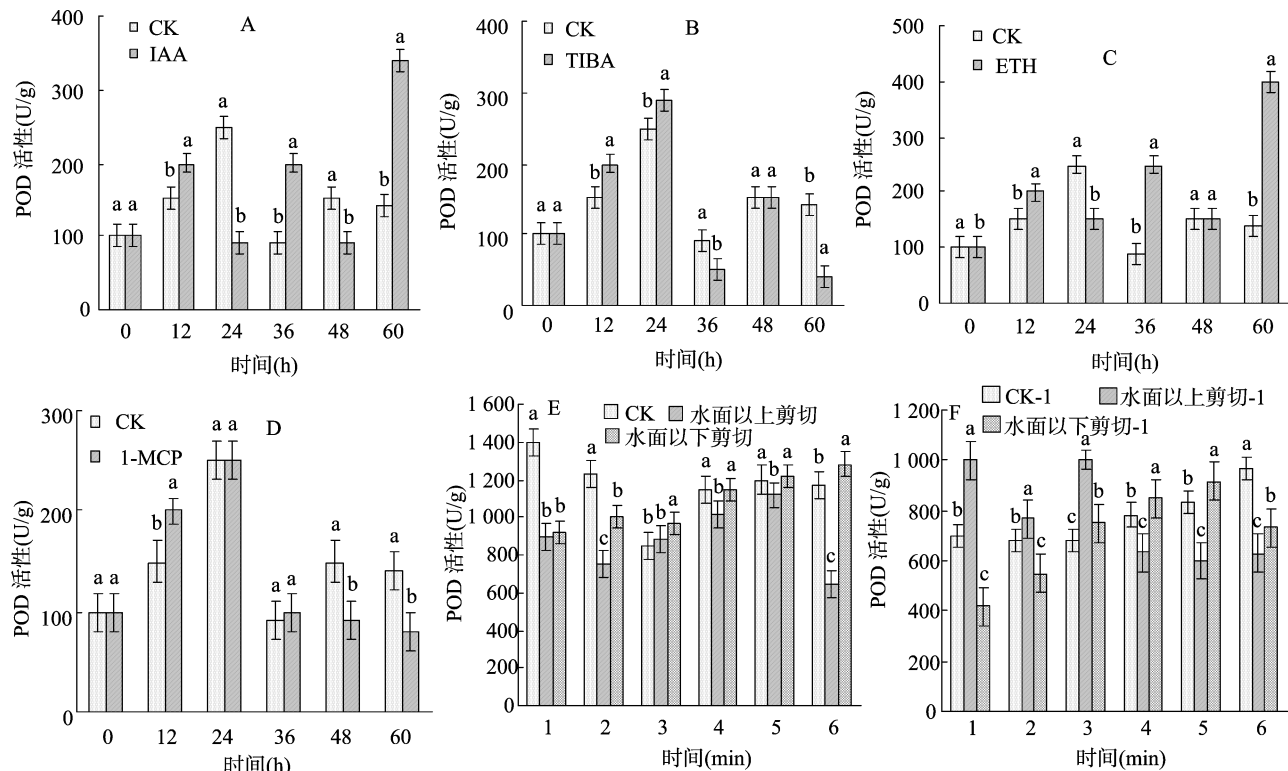 A
CK
IAA
POD 活性(U/g)
400
300
200
100
0
a a
b a
a b
b a
a b
b a
0 12 24 36 48 60
时间(h)
B
CK
TIBA
POD 活性(U/g)
400
300
200
100
0
a a
b a
b a
a b
a a
b a
0 12 24 36 48 60
时间(h)
C
CK
ETH
POD 活性(U/g)
500
400
300
200
100
0
a b
b a
a b
b a
a a
b a
0 12 24 36 48 60
时间(h)
D
CK
1-MCP
POD 活性(U/g)
300
200
100
0
a a
b a
a a
a a
a b
a b
0 12 24 36 48 60
时间(h)
E
CK 水面以上剪切
水面以下剪切
POD 活性(U/g)
1 600
1 400
1 200
1 000
800
600
400
200
0
a b b
a c b
b b a
a b a
a b a
b c a
1 2 3 4 5 6
时间(min)
F
CK-1 水面以上剪切-1
水面以下剪切-1
POD 活性(U/g)
1 200
1 000
800
600
400
200
0
b a c
b a c
c a b
b c a
b c a
a c b
1 2 3 4 5 6
时间(min)